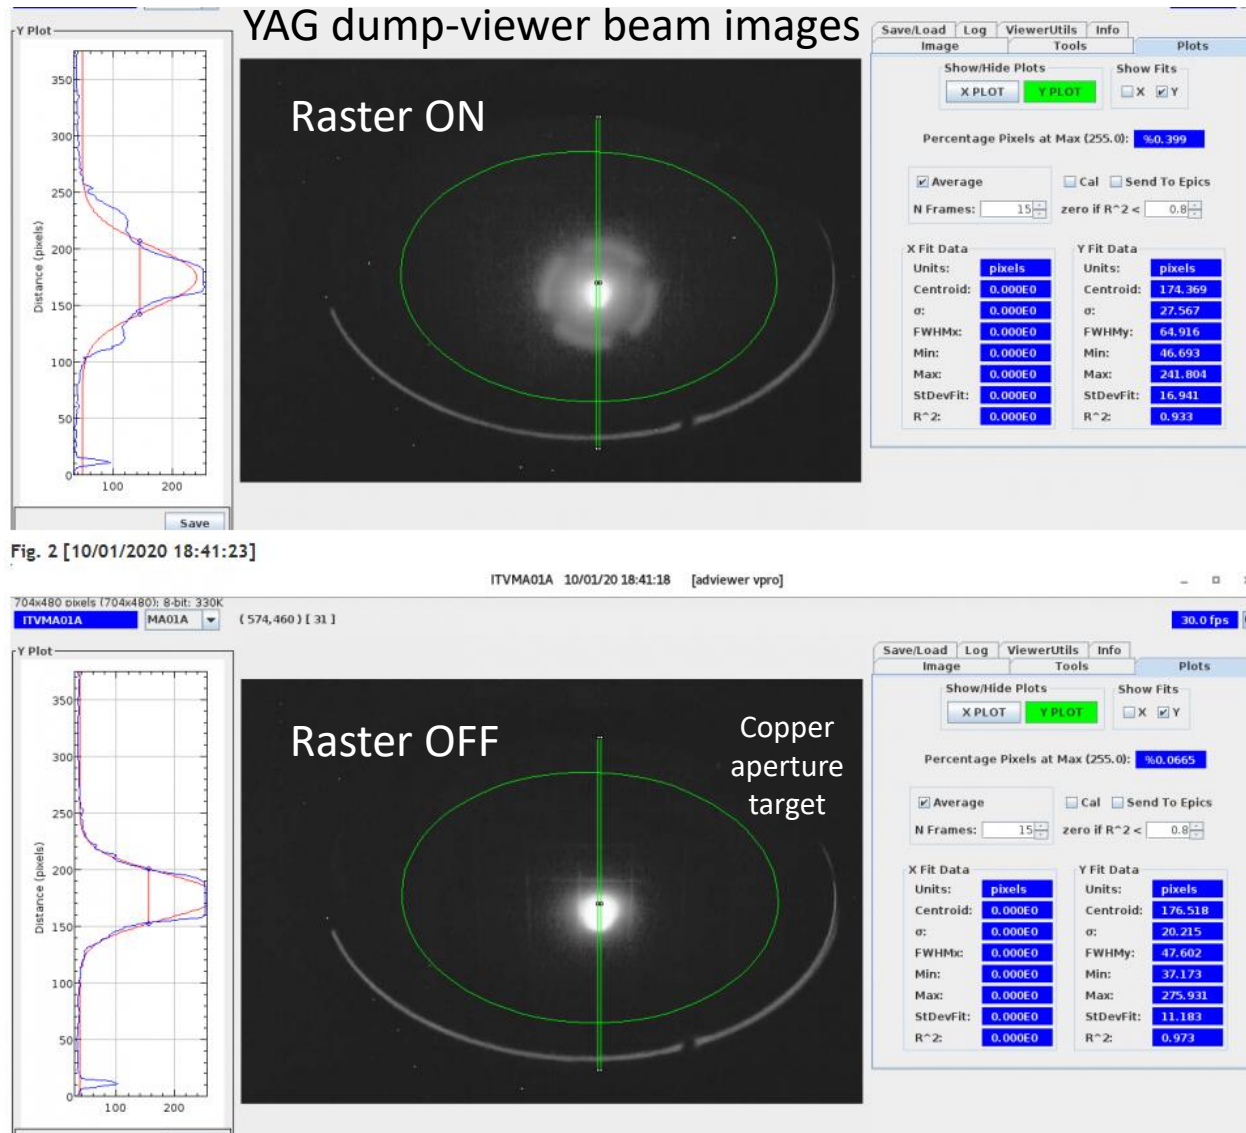 YAG dump-viewer beam images
Y Plot
350
300
250
200
150
100
50
0
Distance (pixels)
100 200
Save
Raster ON
Save/Load Log ViewerUtils Info
Image Tools Plots
Show/Hide Plots Show Fits
X PLOT Y PLOT X Y
Percentage Pixels at Max (255.0): %0.399
Average Cal Send To Epics
N Frames: 15 zero if R^2 < 0.8
X Fit Data Y Fit Data
Units: pixels Units: pixels
Centroid: 0.000E0 Centroid: 174.369
σ: 0.000E0 σ: 27.567
FWHMx: 0.000E0 FWHMy: 64.916
Min: 0.000E0 Min: 46.693
Max: 0.000E0 Max: 241.804
StDevFit: 0.000E0 StDevFit: 16.941
R^2: 0.000E0 R^2: 0.933
Fig. 2 [10/01/2020 18:41:23]
ITVMA01A 10/01/20 18:41:18 [adviewer vpro]
704x480 pixels (704x480); 8-bit: 330K
ITVMA01A MA01A (574,460) [ 31 ] 30.0 fps
Y Plot
350
300
250
200
150
100
50
0
Distance (pixels)
100 200
Raster OFF
Copper
aperture
target
Save/Load Log ViewerUtils Info
Image Tools Plots
Show/Hide Plots Show Fits
X PLOT Y PLOT X Y
Percentage Pixels at Max (255.0): %0.0665
Average Cal Send To Epics
N Frames: 15 zero if R^2 < 0.8
X Fit Data Y Fit Data
Units: pixels Units: pixels
Centroid: 0.000E0 Centroid: 176.518
σ: 0.000E0 σ: 20.215
FWHMx: 0.000E0 FWHMy: 47.602
Min: 0.000E0 Min: 37.173
Max: 0.000E0 Max: 275.931
StDevFit: 0.000E0 StDevFit: 11.183
R^2: 0.000E0 R^2: 0.973